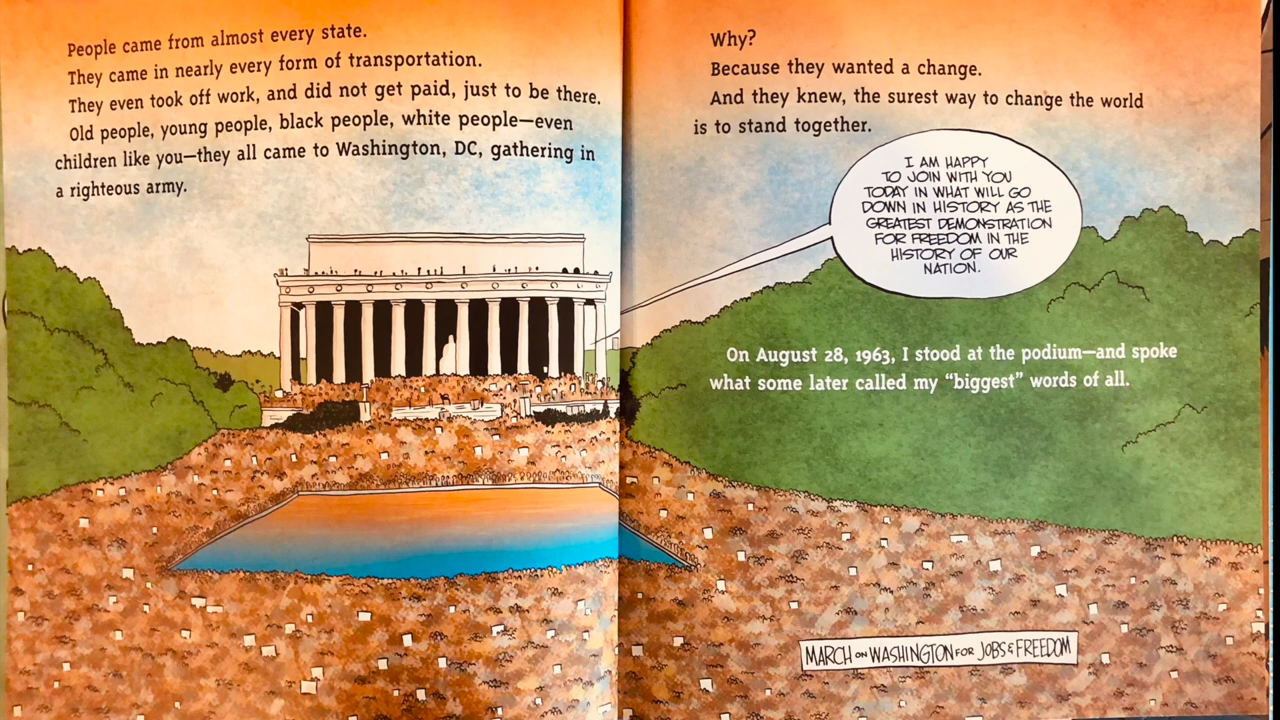 People came from almost every state.
They came in nearly every form of transportation.
They even took off work, and did not get paid, just to be there.
Old people, young people, black people, white people—even
children like you—they all came to Washington, DC, gathering in
a righteous army.
Why?
Because they wanted a change.
And they knew, the surest way to change the world
is to stand together.
I AM HAPPY
TO JOIN WITH YOU
TODAY IN WHAT WILL GO
DOWN IN HISTORY AS THE
GREATEST DEMONSTRATION
FOR FREEDOM IN THE
HISTORY OF OUR
NATION.
On August 28, 1963, I stood at the podium—and spoke
what some later called my “biggest” words of all.
MARCH ON WASHINGTON FOR JOBS & FREEDOM